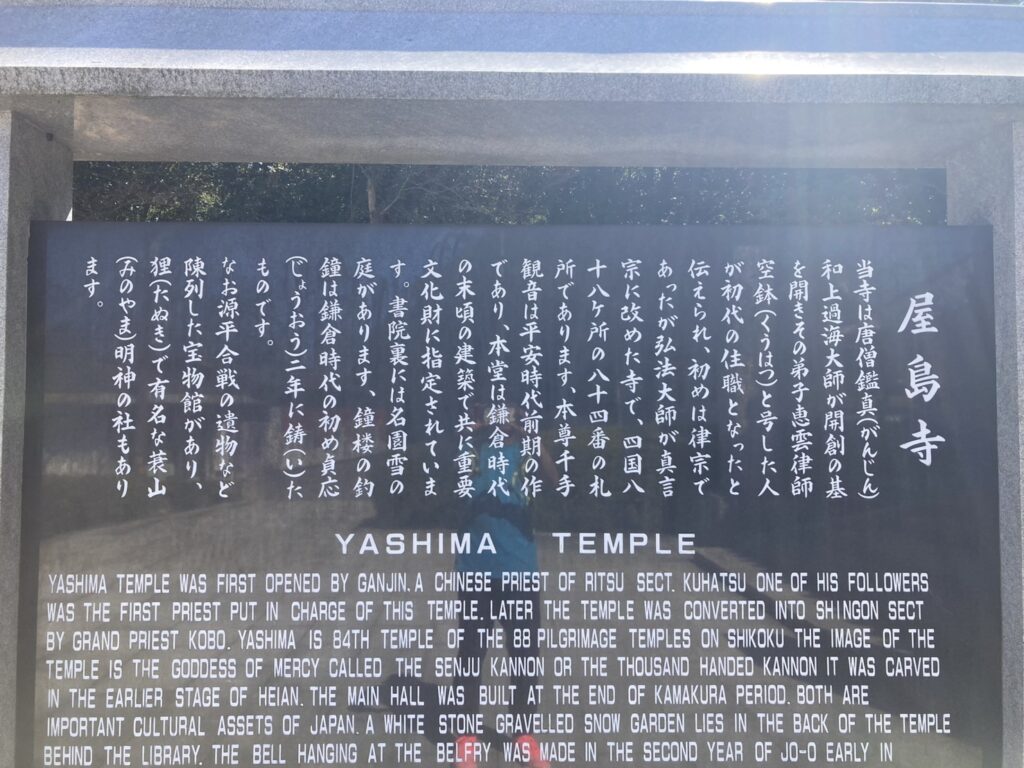 屋島寺
当寺は唐僧鑑真(がんじん)
和上過海大師が開創の基
を開きその弟子恵雲律師
空鉢(くうはつ)と号した人
が初代の住職となったと
伝えられ、初めは律宗で
あったが弘法大師が真言
宗に改めた寺で、四国八
十八ヶ所の八十四番の札
所であります、本尊千手
観音は平安時代前期の作
であり、本堂は鎌倉時代
の末頃の建築で共に重要
文化財に指定されていま
す。書院裏には名園雪の
庭があります、鐘楼の釣
鐘は鎌倉時代の初め貞応
(じょうおう)二年に鋳(い)た
ものです。
なお源平合戦の遺物など
陳列した宝物館があり、
狸(たぬき)で有名な蓑山
(みのやま)明神の社もあり
ます。
YASHIMA TEMPLE
YASHIMA TEMPLE WAS FIRST OPENED BY GANJIN. A CHINESE PRIEST OF RITSU SECT. KUHATSU ONE OF HIS FOLLOWERS
WAS THE FIRST PRIEST PUT IN CHARGE OF THIS TEMPLE. LATER THE TEMPLE WAS CONVERTED INTO SHINGON SECT
BY GRAND PRIEST KOBO. YASHIMA IS 84TH TEMPLE OF THE 88 PILGRIMAGE TEMPLES ON SHIKOKU THE IMAGE OF THE
TEMPLE IS THE GODDESS OF MERCY CALLED THE SENJU KANNON OR THE THOUSAND HANDED KANNON IT WAS CARVED
IN THE EARLIER STAGE OF HEIAN. THE MAIN HALL WAS BUILT AT THE END OF KAMAKURA PERIOD. BOTH ARE
IMPORTANT CULTURAL ASSETS OF JAPAN. A WHITE STONE GRAVELLED SNOW GARDEN LIES IN THE BACK OF THE TEMPLE
BEHIND THE LIBRARY. THE BELL HANGING AT THE BELFRY WAS MADE IN THE SECOND YEAR OF JO-O EARLY IN